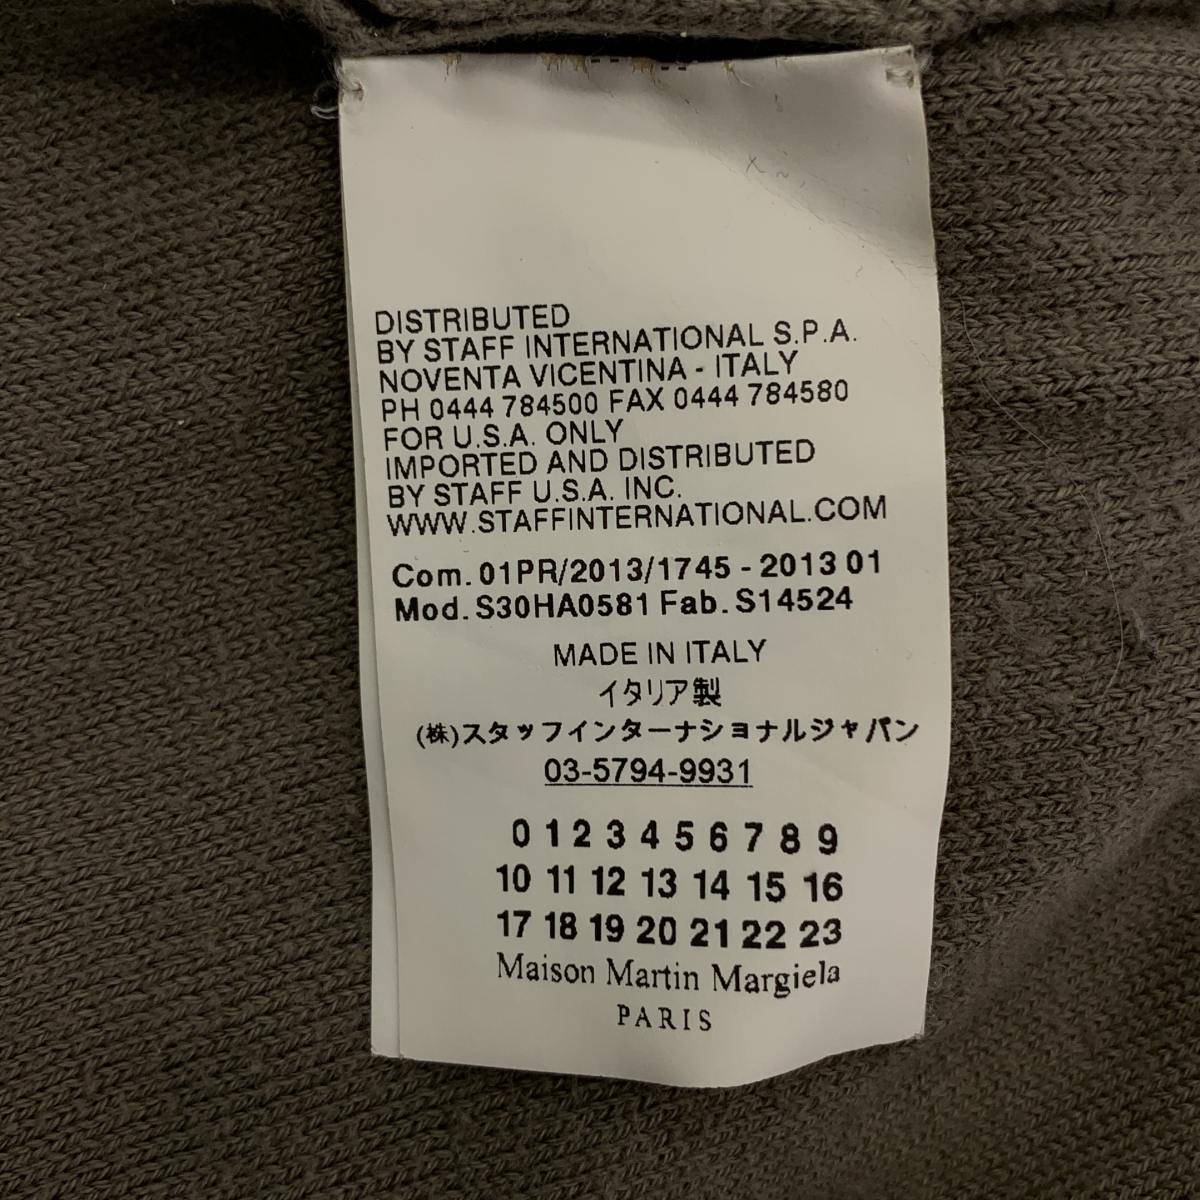 DISTRIBUTED
BY STAFF INTERNATIONAL S.P.A.
NOVENTA VICENTINA - ITALY
PH 0444 784500 FAX 0444 784580
FOR U.S.A. ONLY
IMPORTED AND DISTRIBUTED
BY STAFF U.S.A. INC.
WWW.STAFFINTERNATIONAL.COM
Com. 01PR/2013/1745 - 2013 01
Mod. S30HA0581 Fab. S14524
MADE IN ITALY
イタリア製
(株)スタッフインターナショナルジャパン
03-5794-9931
0 1 2 3 4 5 6 7 8 9
10 11 12 13 14 15 16
17 18 19 20 21 22 23
Maison Martin Margiela
PARIS